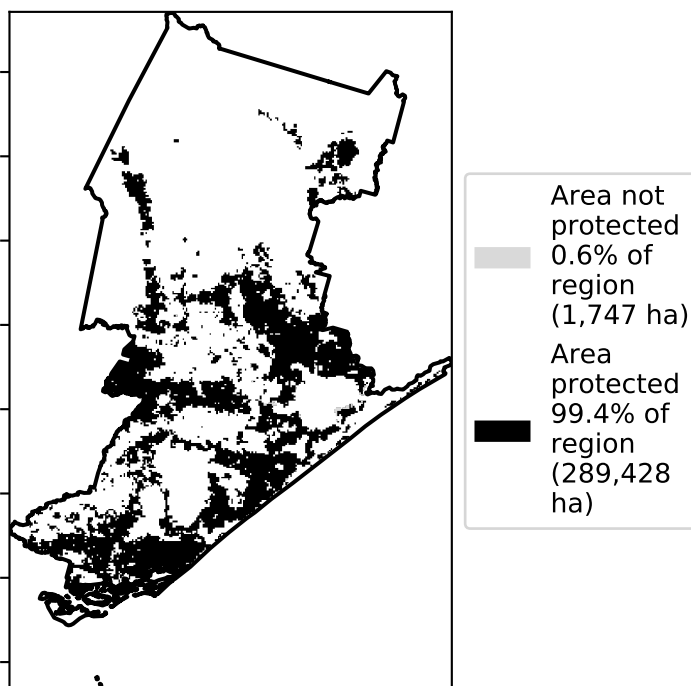 Area not
protected
0.6% of
region
(1,747 ha)
Area
protected
99.4% of
region
(289,428
ha)